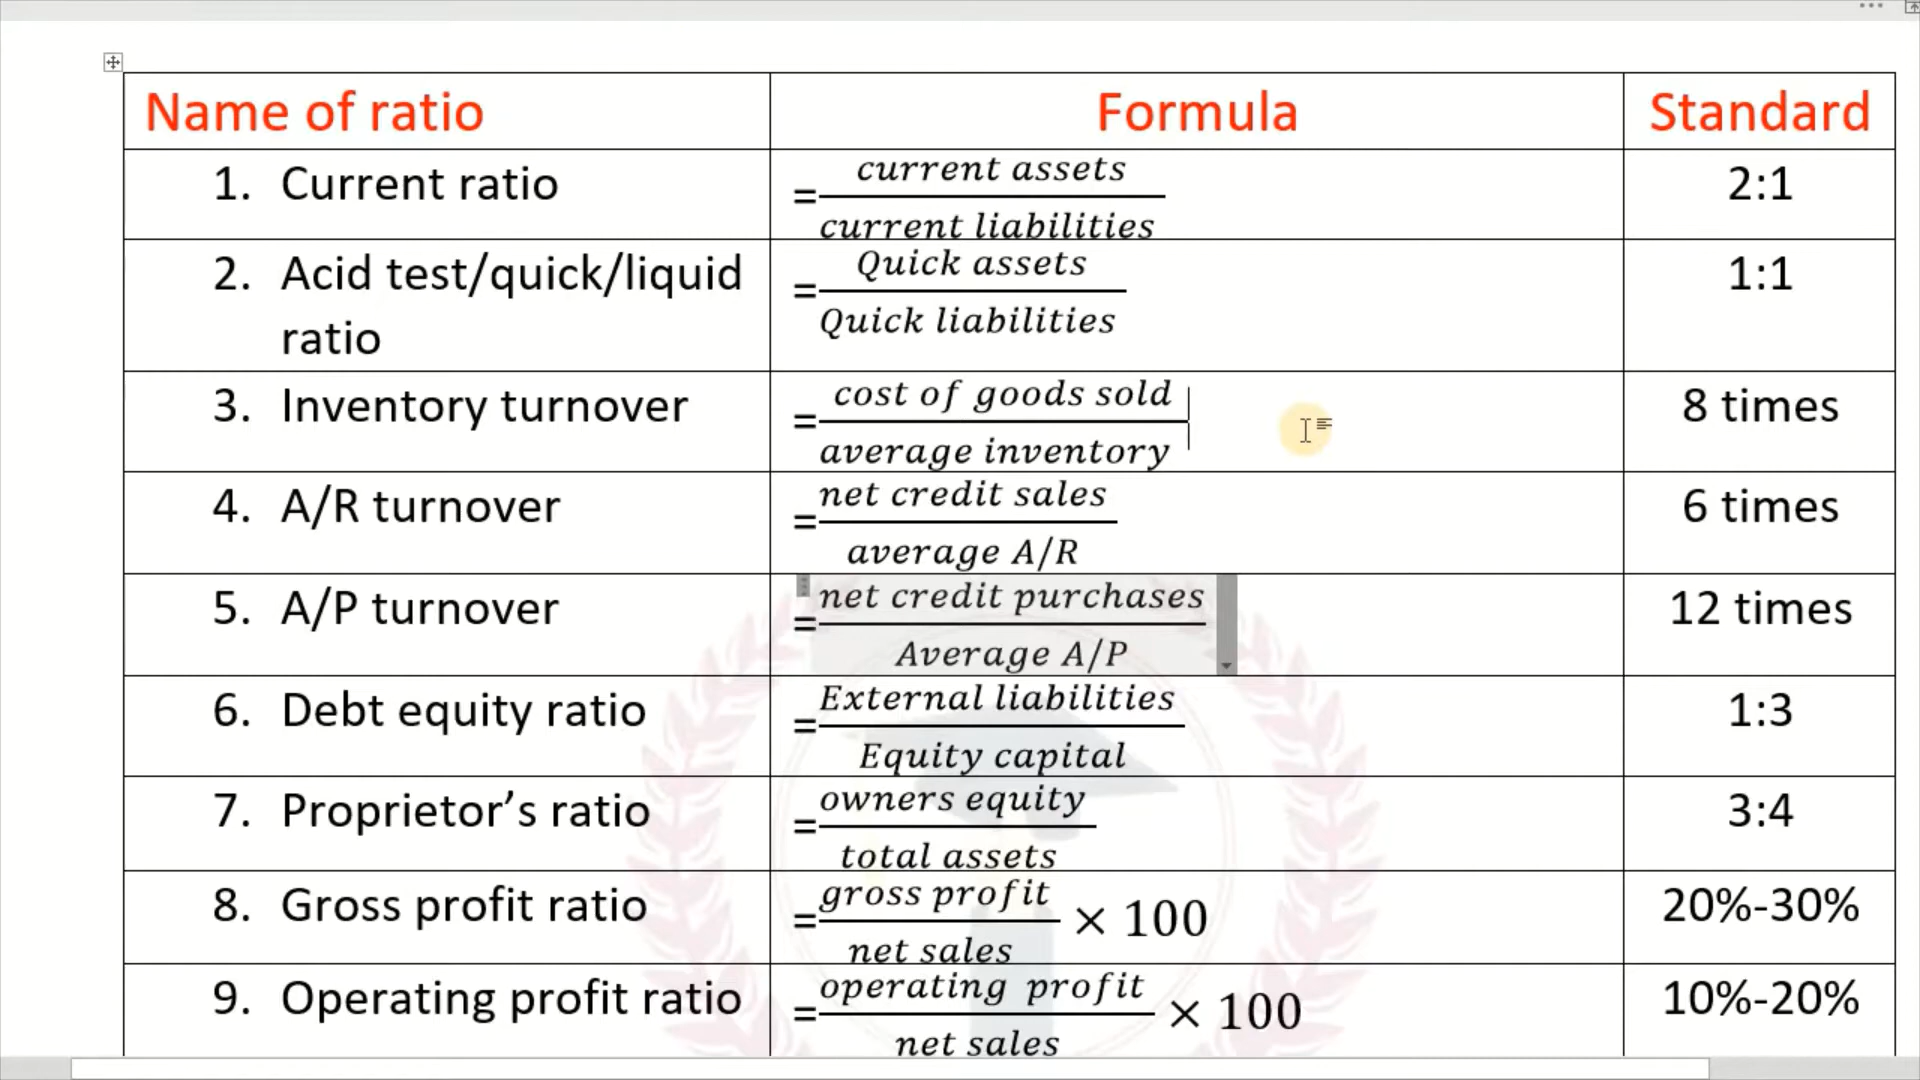 Name of ratio Formula Standard
1. Current ratio =current assets 2:1
current liabilities
2. Acid test/quick/liquid =Quick assets 1:1
ratio Quick liabilities
3. Inventory turnover =cost of goods sold 8 times
average inventory
4. A/R turnover =net credit sales 6 times
average A/R
5. A/P turnover =net credit purchases 12 times
Average A/P
6. Debt equity ratio =External liabilities 1:3
Equity capital
7. Proprietor’s ratio =owners equity 3:4
total assets
8. Gross profit ratio =gross profit × 100 20%-30%
net sales
9. Operating profit ratio =operating profit × 100 10%-20%
net sales